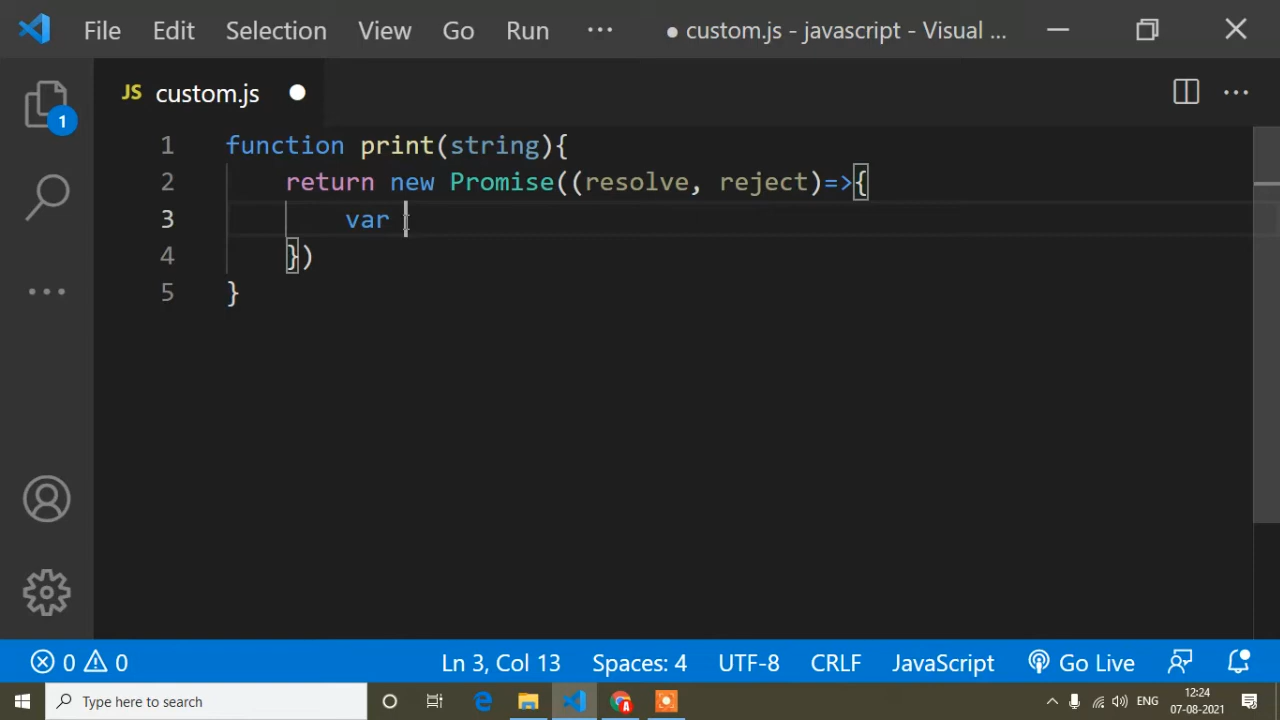 File Edit Selection View Go Run ··· ● custom.js - javascript - Visual ...
1
JS custom.js ●
1 function print(string){
2 return new Promise((resolve, reject)=>{
3 var
4 })
5 }
0 0 Ln 3, Col 13 Spaces: 4 UTF-8 CRLF JavaScript Go Live
Type here to search
A
ENG
12:24
07-08-2021